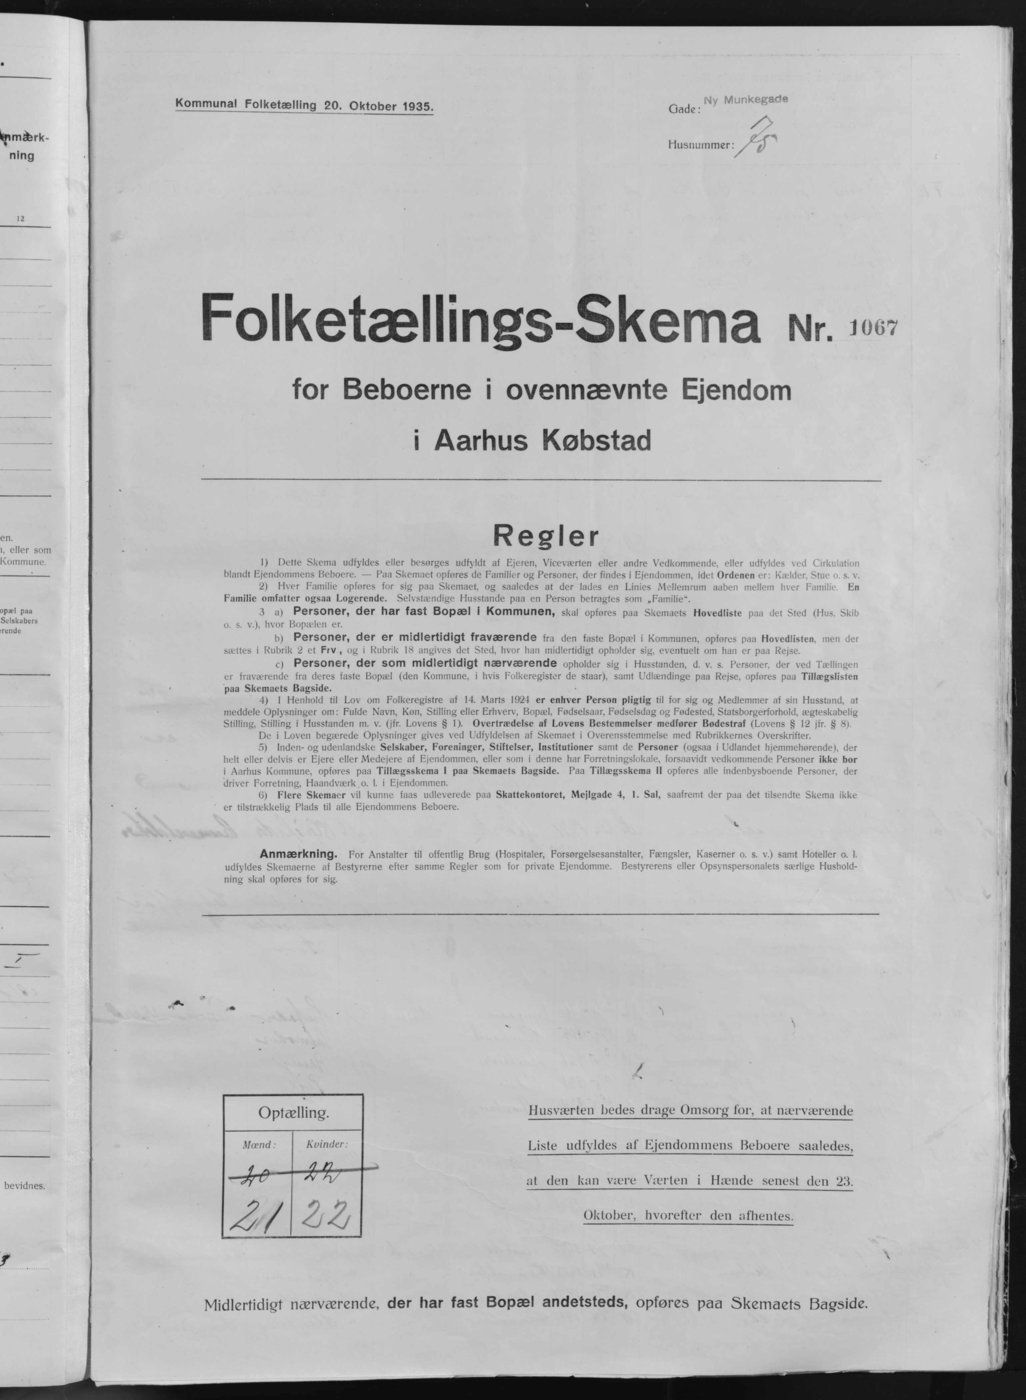 nmærk-
ning
12
en.
, eller som
Kommune.
opæl paa
Selskabers
rende
I
bevidnes.
3
Kommunal Folketælling 20. Oktober 1935.
Gade: Ny Munkegade
Husnummer: 75
Folketællings-Skema Nr. 1067
for Beboerne i ovennævnte Ejendom
i Aarhus Købstad
Regler
1) Dette Skema udfyldes eller besørges udfyldt af Ejeren, Viceværten eller andre Vedkommende, eller udfyldes ved Cirkulation
blandt Ejendommens Beboere. — Paa Skemaet opføres de Familier og Personer, der findes i Ejendommen, idet Ordenen er: Kælder, Stue o. s. v.
2) Hver Familie opføres for sig paa Skemaet, og saaledes at der lades en Linies Mellemrum aaben mellem hver Familie. En
Familie omfatter ogsaa Logerende. Selvstændige Husstande paa en Person betragtes som „Familie“.
3 a) Personer, der har fast Bopæl i Kommunen, skal opføres paa Skemaets Hovedliste paa det Sted (Hus, Skib
o. s. v.), hvor Bopælen er.
b) Personer, der er midlertidigt fraværende fra den faste Bopæl i Kommunen, opføres paa Hovedlisten, men der
sættes i Rubrik 2 et Frv., og i Rubrik 18 angives det Sted, hvor han midlertidigt opholder sig, eventuelt om han er paa Rejse.
c) Personer, der som midlertidigt nærværende opholder sig i Husstanden, d. v. s. Personer, der ved Tællingen
er fraværende fra deres faste Bopæl (den Kommune, i hvis Folkeregister de staar), samt Udlændinge paa Rejse, opføres paa Tillægslisten
paa Skemaets Bagside.
4) I Henhold til Lov om Folkeregistre af 14. Marts 1924 er enhver Person pligtig til for sig og Medlemmer af sin Husstand, at
meddele Oplysninger om: Fulde Navn, Køn, Stilling eller Erhverv, Bopæl, Fødselsaar, Fødselsdag og Fødested, Statsborgerforhold, ægteskabelig
Stilling, Stilling i Husstanden m. v. (jfr. Lovens § 1). Overtrædelse af Lovens Bestemmelser medfører Bødestraf (Lovens § 12 jfr. § 8).
De i Loven begærede Oplysninger gives ved Udfyldelsen af Skemaet i Overensstemmelse med Rubrikkernes Overskrifter.
5) Inden- og udenlandske Selskaber, Foreninger, Stiftelser, Institutioner samt de Personer (ogsaa i Udlandet hjemmehørende), der
helt eller delvis er Ejere eller Medejere af Ejendommen, eller som i denne har Forretningslokale, forsaavidt vedkommende Personer ikke bor
i Aarhus Kommune, opføres paa Tillægsskema I paa Skemaets Bagside. Paa Tillægsskema II opføres alle indenbysboende Personer, der
driver Forretning, Haandværk o. l. i Ejendommen.
6) Flere Skemaer vil kunne faas udleverede paa Skattekontoret, Mejlgade 4, 1. Sal, saafremt der paa det tilsendte Skema ikke
er tilstrækkelig Plads til alle Ejendommens Beboere.
Anmærkning. For Anstalter til offentlig Brug (Hospitaler, Forsørgelsesanstalter, Fængsler, Kaserner o. s. v.) samt Hoteller o. l.
udfyldes Skemaerne af Bestyrerne efter samme Regler som for private Ejendomme. Bestyrerens eller Opsynspersonalets særlige Hushold-
ning skal opføres for sig.
Optælling.
Mænd: Kvinder:
20 22
21 22
Husværten bedes drage Omsorg for, at nærværende
Liste udfyldes af Ejendommens Beboere saaledes,
at den kan være Værten i Hænde senest den 23.
Oktober, hvorefter den afhentes.
Midlertidigt nærværende, der har fast Bopæl andetsteds, opføres paa Skemaets Bagside.